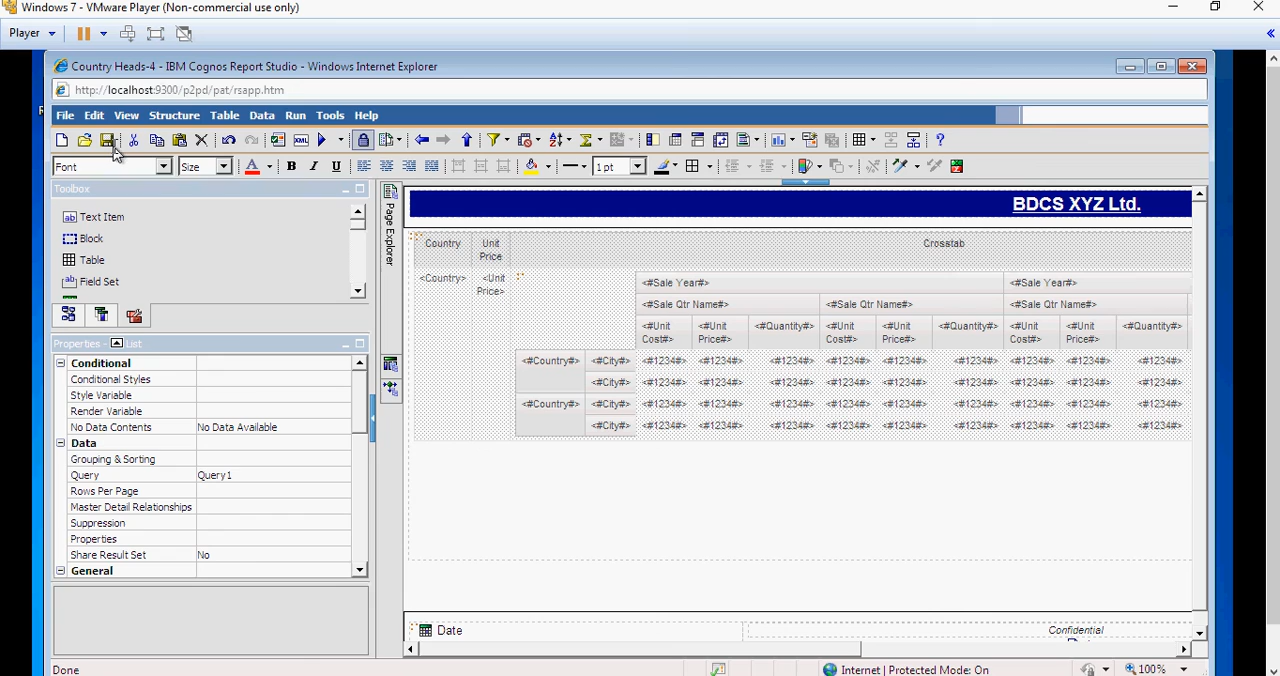 Windows 7 - VMware Player (Non-commercial use only)
Player
Country Heads-4 - IBM Cognos Report Studio - Windows Internet Explorer
http://localhost:9300/p2pd/pat/rsapp.htm
File Edit View Structure Table Data Run Tools Help
Font Size A B I U 1 pt
Toolbox
Text Item
Block
Table
Field Set
Properties - List
Conditional
Conditional Styles
Style Variable
Render Variable
No Data Contents No Data Available
Data
Grouping & Sorting
Query Query1
Rows Per Page
Master Detail Relationships
Suppression
Properties
Share Result Set No
General
Page Explorer
BDCS XYZ Ltd.
Country Unit Price Crosstab
<Country> <Unit Price>
<#Sale Year#> <#Sale Year#>
<#Sale Qtr Name#> <#Sale Qtr Name#> <#Sale Qtr Name#>
<#Unit Cost#> <#Unit Price#> <#Quantity#> <#Unit Cost#> <#Unit Price#> <#Quantity#> <#Unit Cost#> <#Unit Price#> <#Quantity#>
<#Country#> <#City#> <#1234#> <#1234#> <#1234#> <#1234#> <#1234#> <#1234#> <#1234#> <#1234#> <#1234#>
<#City#> <#1234#> <#1234#> <#1234#> <#1234#> <#1234#> <#1234#> <#1234#> <#1234#> <#1234#>
<#Country#> <#City#> <#1234#> <#1234#> <#1234#> <#1234#> <#1234#> <#1234#> <#1234#> <#1234#> <#1234#>
<#City#> <#1234#> <#1234#> <#1234#> <#1234#> <#1234#> <#1234#> <#1234#> <#1234#> <#1234#>
Date
Confidential
Done
Internet | Protected Mode: On
100%